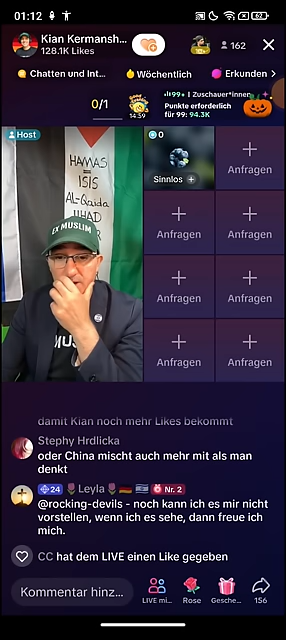 01:12
62
Kian Kermansh...
128.1K Likes
162
Chatten und Int...
Wöchentlich
Erkunden
0/1
14:59
99+ | Zuschauer*innen
Punkte erforderlich
für 99: 94.3K
Host
HAMAS
=
ISIS
Al-Qaida
JIHAD
EX MUSLIM
MUS
0
Sinnlos +
Anfragen
Anfragen
Anfragen
Anfragen
Anfragen
Anfragen
Anfragen
damit Kian noch mehr Likes bekommt
Stephy Hrdlicka
oder China mischt auch mehr mit als man
denkt
24 Leyla Nr. 2
@rocking-devils - noch kann ich es mir nicht
vorstellen, wenn ich es sehe, dann freue ich
mich.
CC hat dem LIVE einen Like gegeben
Kommentar hinz...
LIVE mi...
Rose
Gesche...
156